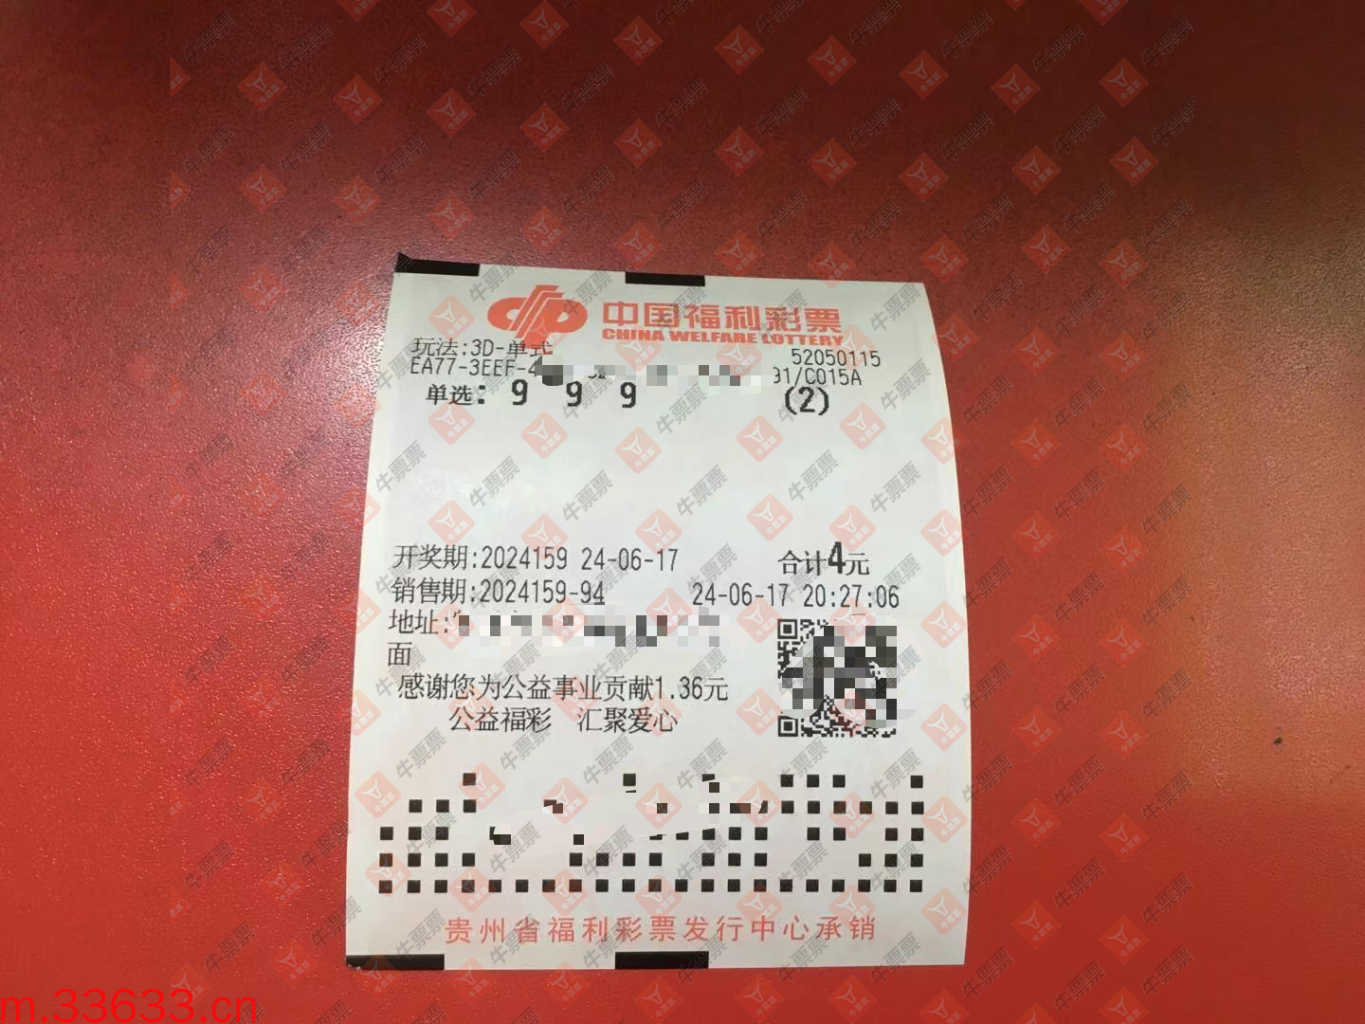 中国福利彩票
CHINA WELFARE LOTTERY
玩法:3D-单式
52050115
EA77-3EEF-4
91/C015A
单选: 9 9 9 (2)
开奖期:2024159 24-06-17 合计4元
销售期:2024159-94 24-06-17 20:27:06
地址:
面
感谢您为公益事业贡献1.36元
公益福彩 汇聚爱心
贵州省福利彩票发行中心承销
牛票票
m.33633.cn